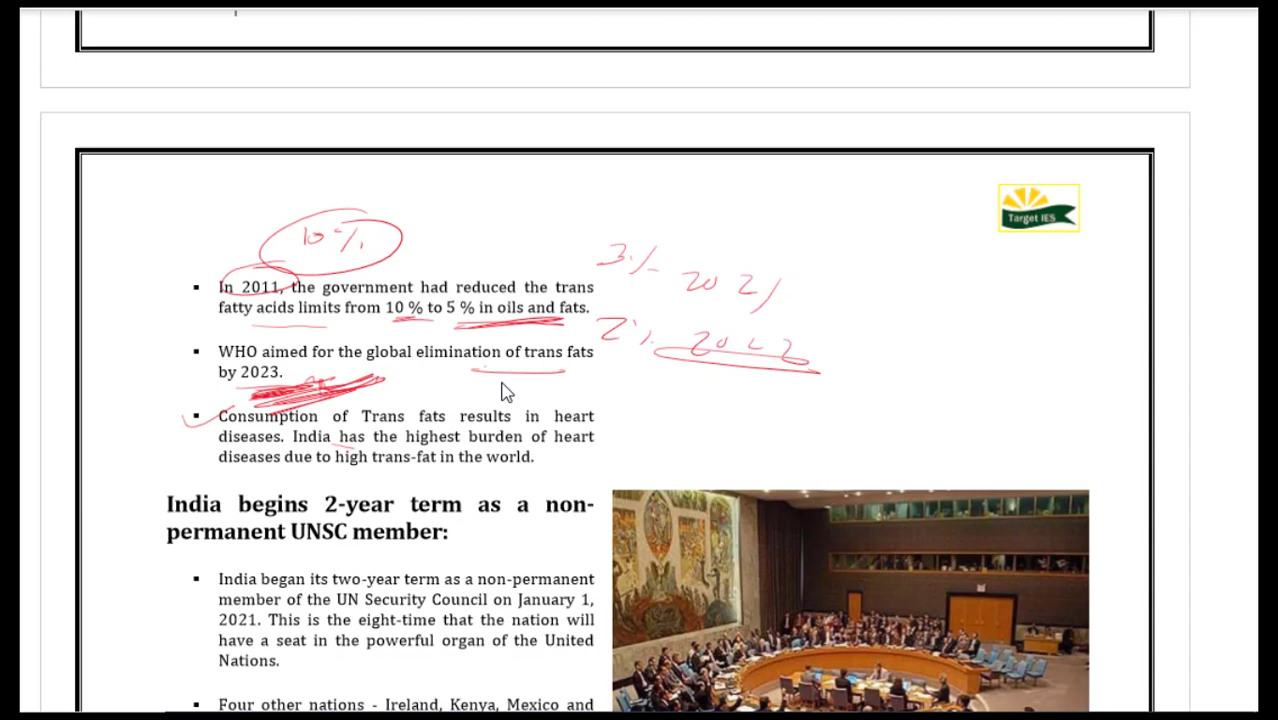 Target IES
10%
In 2011, the government had reduced the trans
fatty acids limits from 10 % to 5 % in oils and fats.
3% 2021
2% 2022
WHO aimed for the global elimination of trans fats
by 2023.
Consumption of Trans fats results in heart
diseases. India has the highest burden of heart
diseases due to high trans-fat in the world.
India begins 2-year term as a non-
permanent UNSC member:
India began its two-year term as a non-permanent
member of the UN Security Council on January 1,
2021. This is the eight-time that the nation will
have a seat in the powerful organ of the United
Nations.
Four other nations - Ireland, Kenya, Mexico and